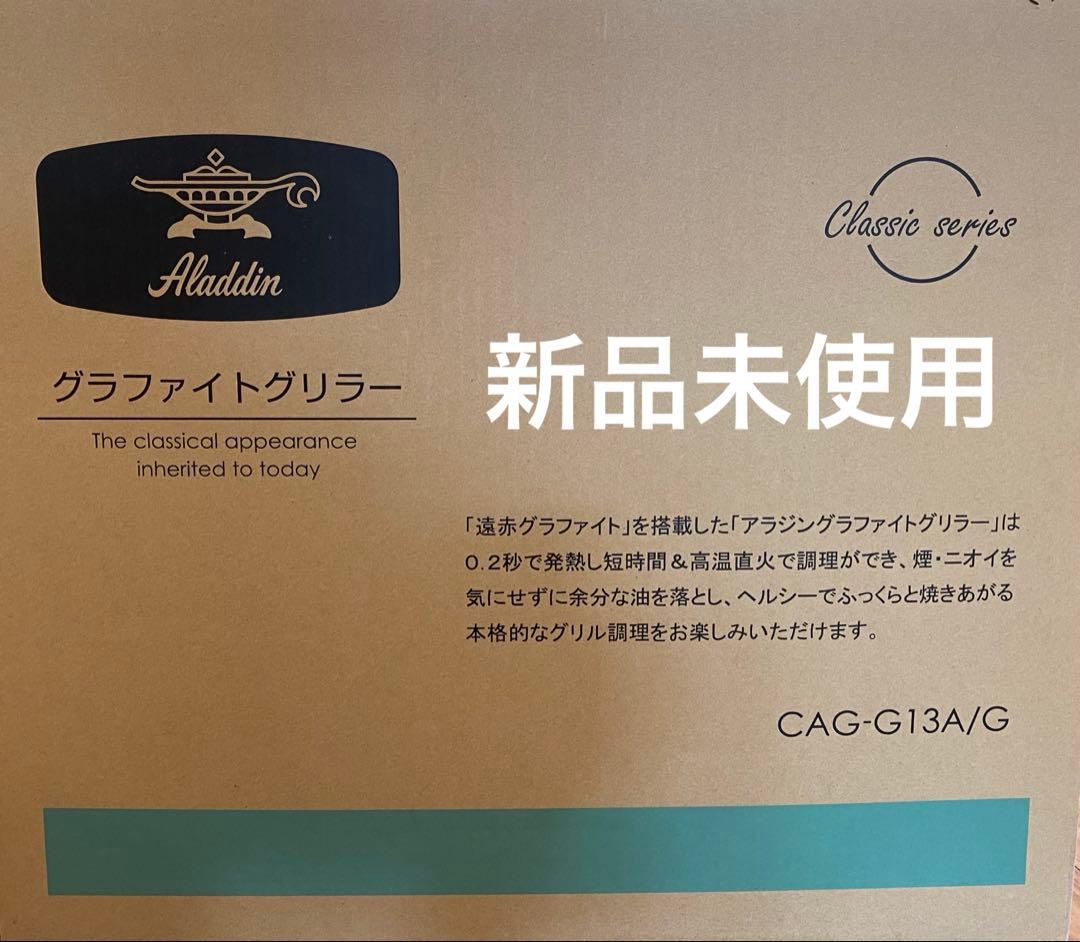 Aladdin
Classic series
グラファイトグリラー
The classical appearance
inherited to today
新品未使用
「遠赤グラファイト」を搭載した「アラジングラファイトグリラー」は
0.2秒で発熱し短時間&高温直火で調理ができ、煙・ニオイを
気にせずに余分な油を落とし、ヘルシーでふっくらと焼きあがる
本格的なグリル調理をお楽しみいただけます。
CAG-G13A/G